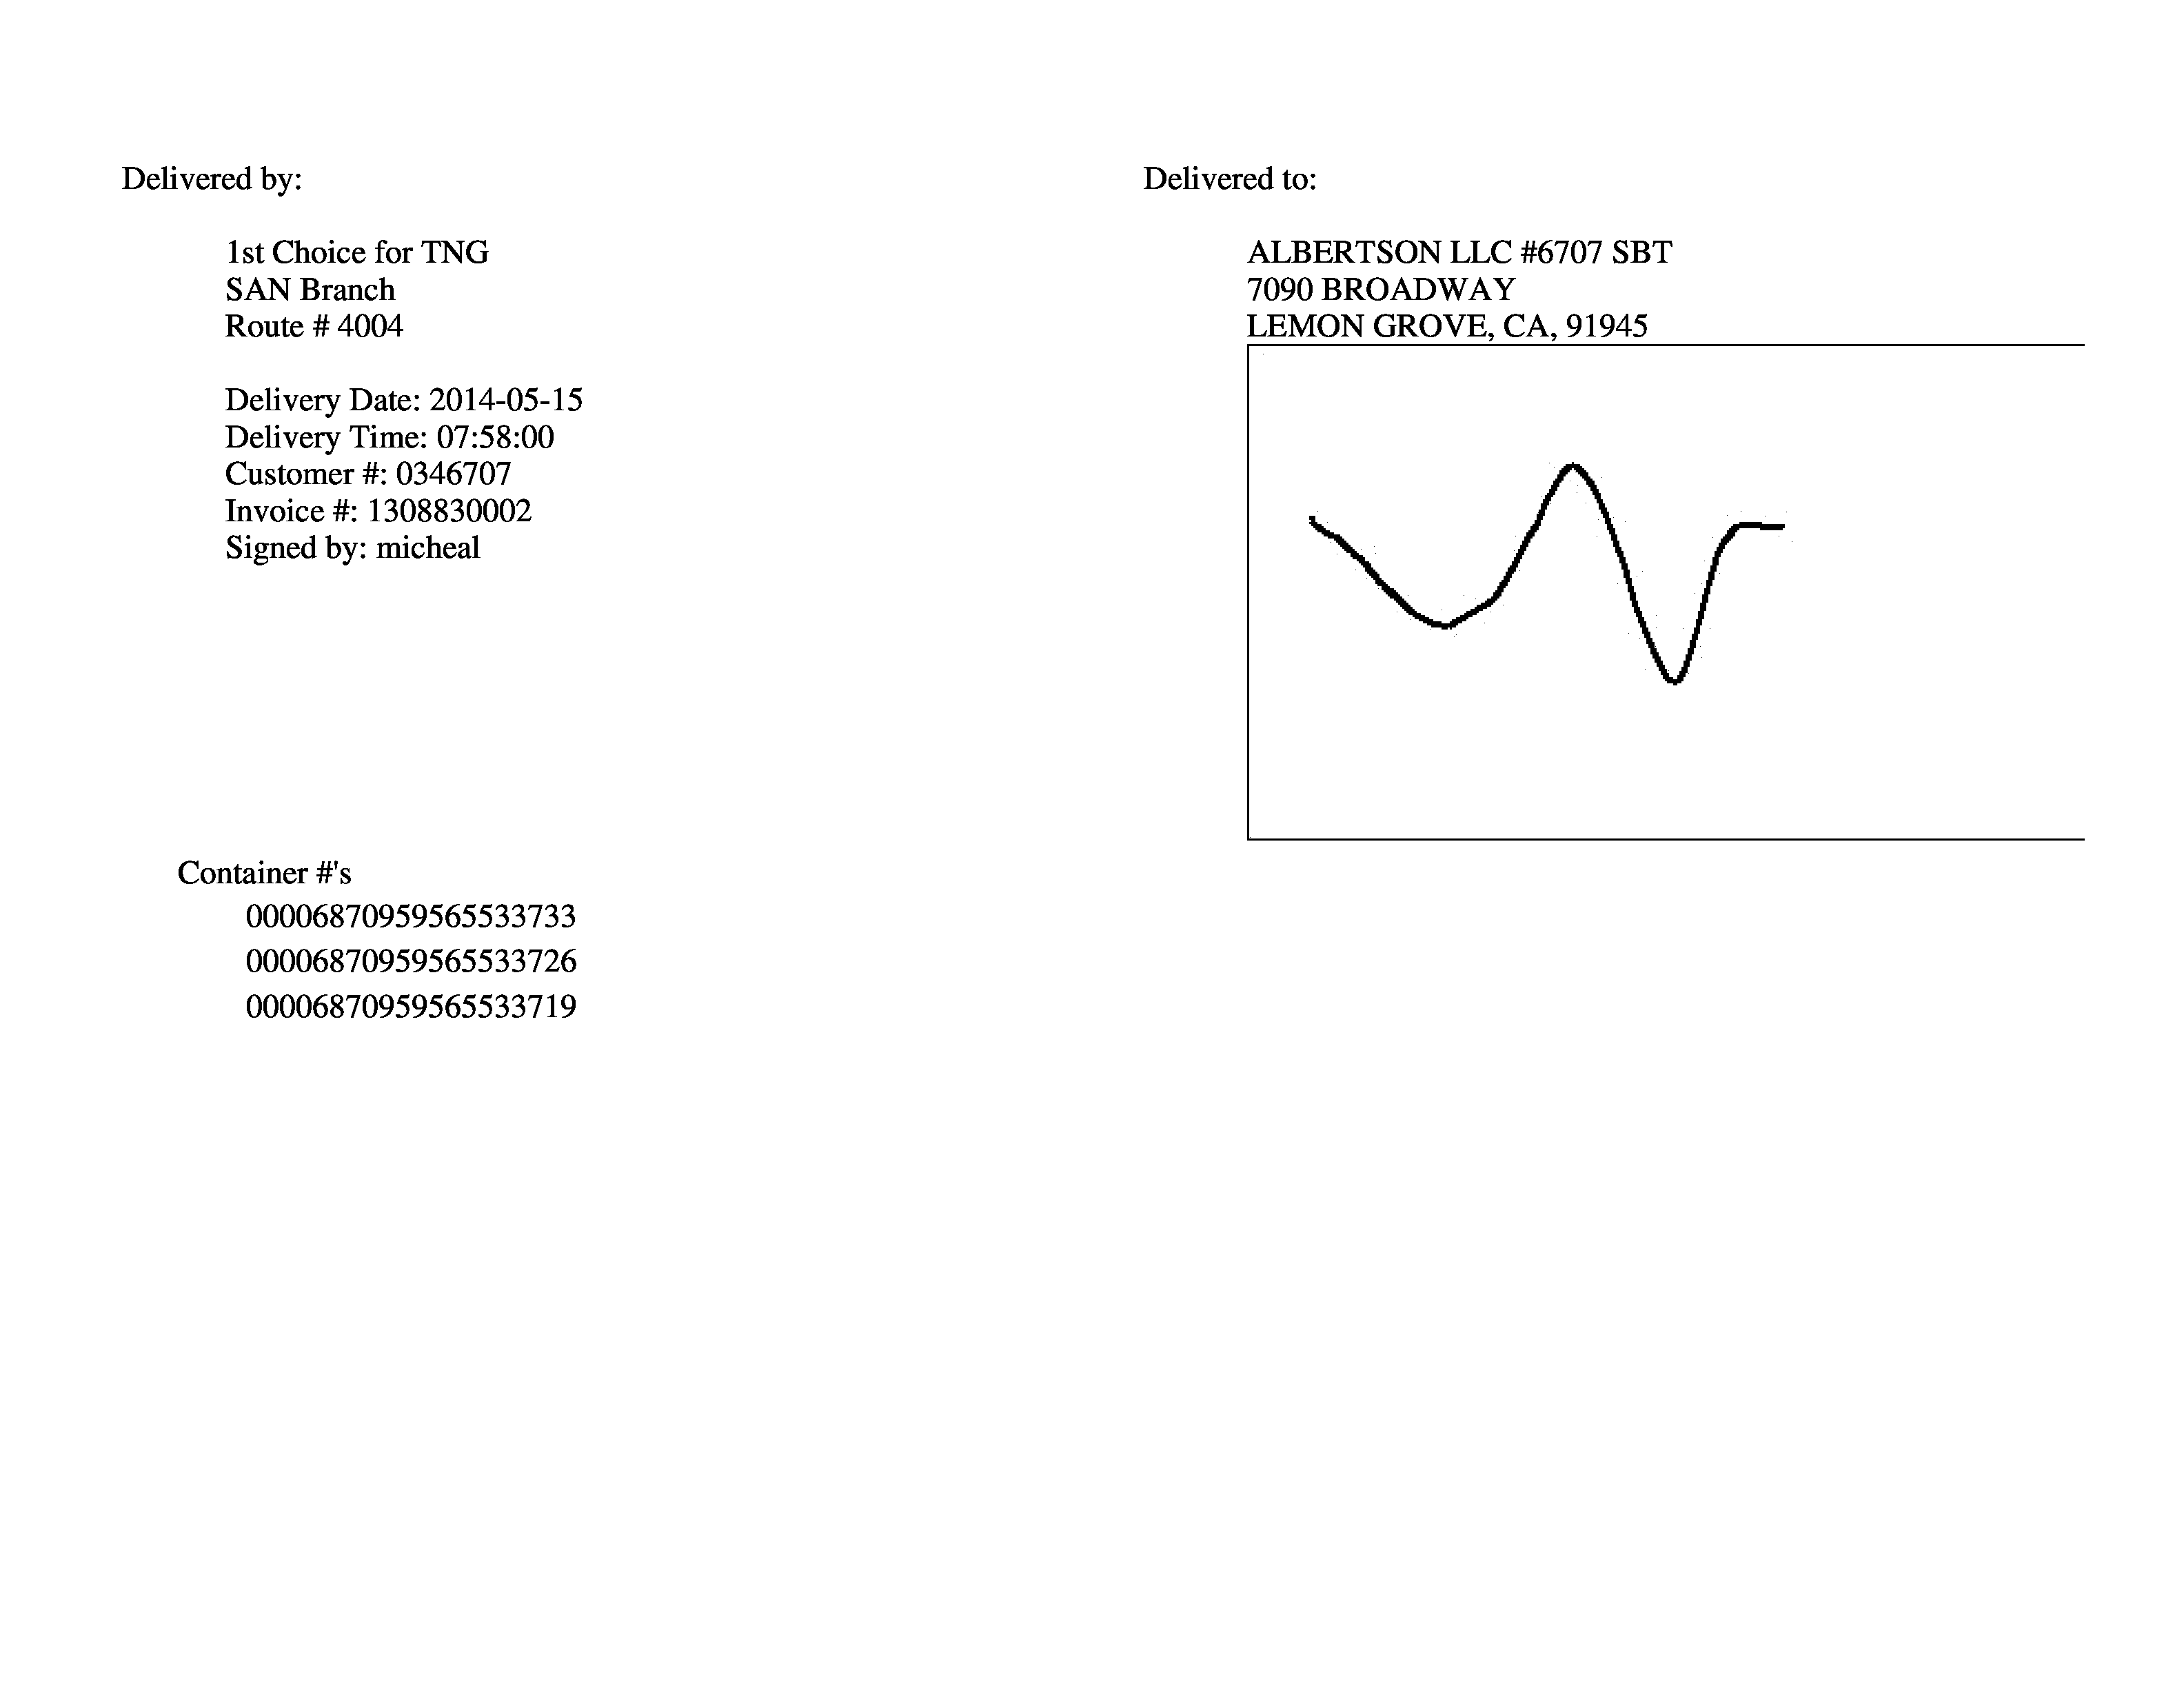 Delivered by:
1st Choice for TNG
SAN Branch
Route # 4004
Delivery Date: 2014-05-15
Delivery Time: 07:58:00
Customer #: 0346707
Invoice #: 1308830002
Signed by: micheal
Delivered to:
ALBERTSON LLC #6707 SBT
7090 BROADWAY
LEMON GROVE, CA, 91945
Container #'s
00006870959565533733
00006870959565533726
00006870959565533719